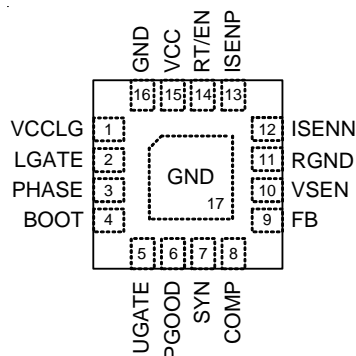 GND
VCC
RT/EN
ISENP
16 15 14 13
VCCLG 1 12 ISENN
LGATE 2 11 RGND
PHASE 3 GND 10 VSEN
BOOT 4 17 9 FB
5 6 7 8
UGATE
PGOOD
SYN
COMP